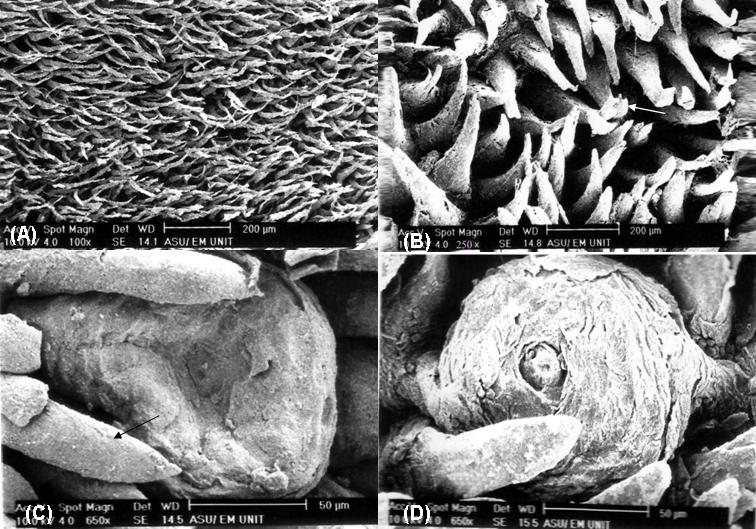 Spot Magn Det WD 200 µm
(A) 4.0 100x SE 14.1 ASU/EM UNIT
Spot Magn Det WD 200 µm
(B) 4.0 250x SE 14.8 ASU/EM UNIT
Spot Magn Det WD 50 µm
(C) 4.0 650x SE 14.5 ASU/EM UNIT
Spot Magn Det WD 50 µm
(D) 4.0 650x SE 15.5 ASU/EM UNIT